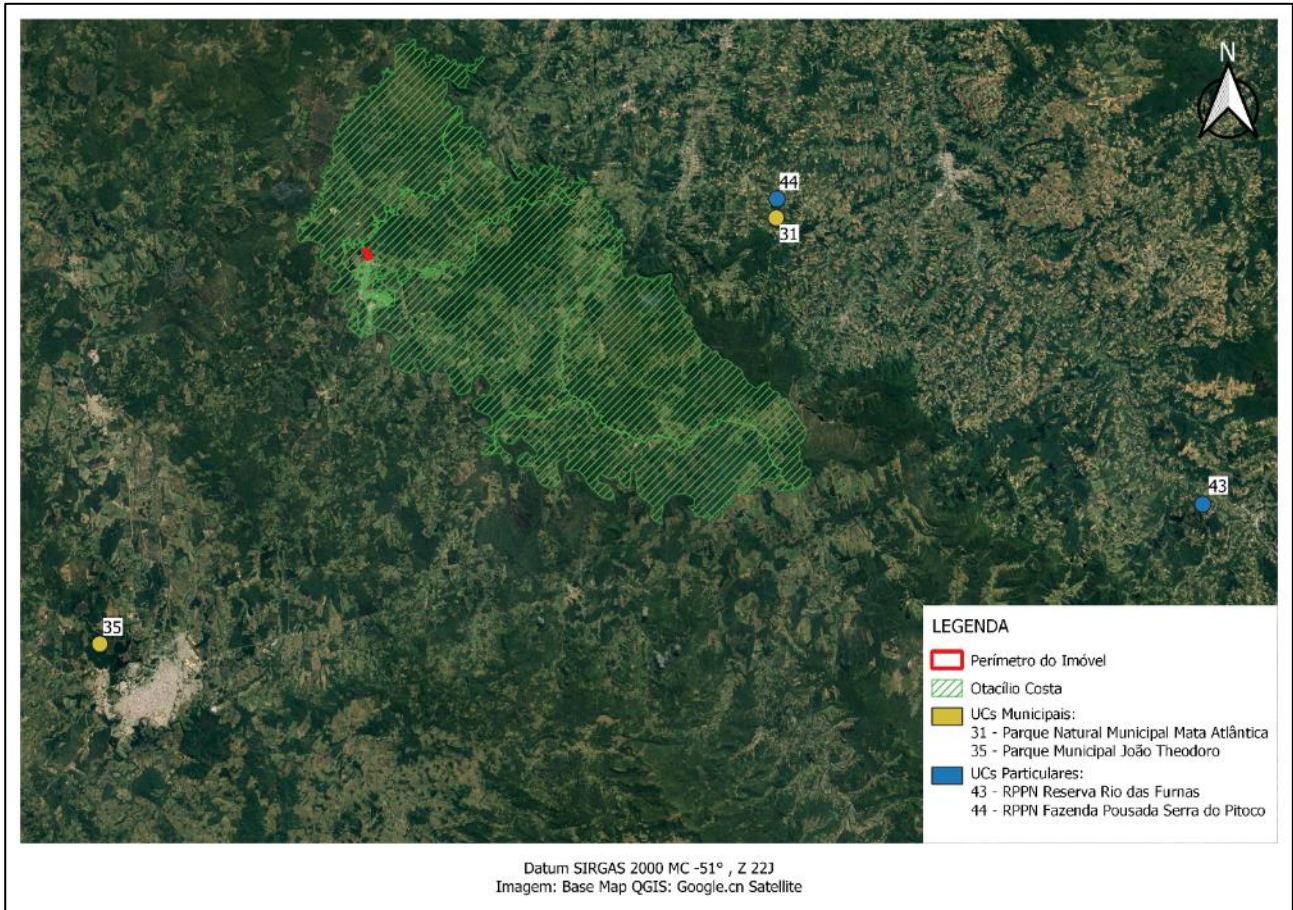 N
44
31
43
35
LEGENDA
Perímetro do Imóvel
Otacílio Costa
UCs Municipais:
31 - Parque Natural Municipal Mata Atlântica
35 - Parque Municipal João Theodoro
UCs Particulares:
43 - RPPN Reserva Rio das Furnas
44 - RPPN Fazenda Pousada Serra do Pitoco
Datum SIRGAS 2000 MC -51° , Z 22J
Imagem: Base Map QGIS: Google.cn Satellite